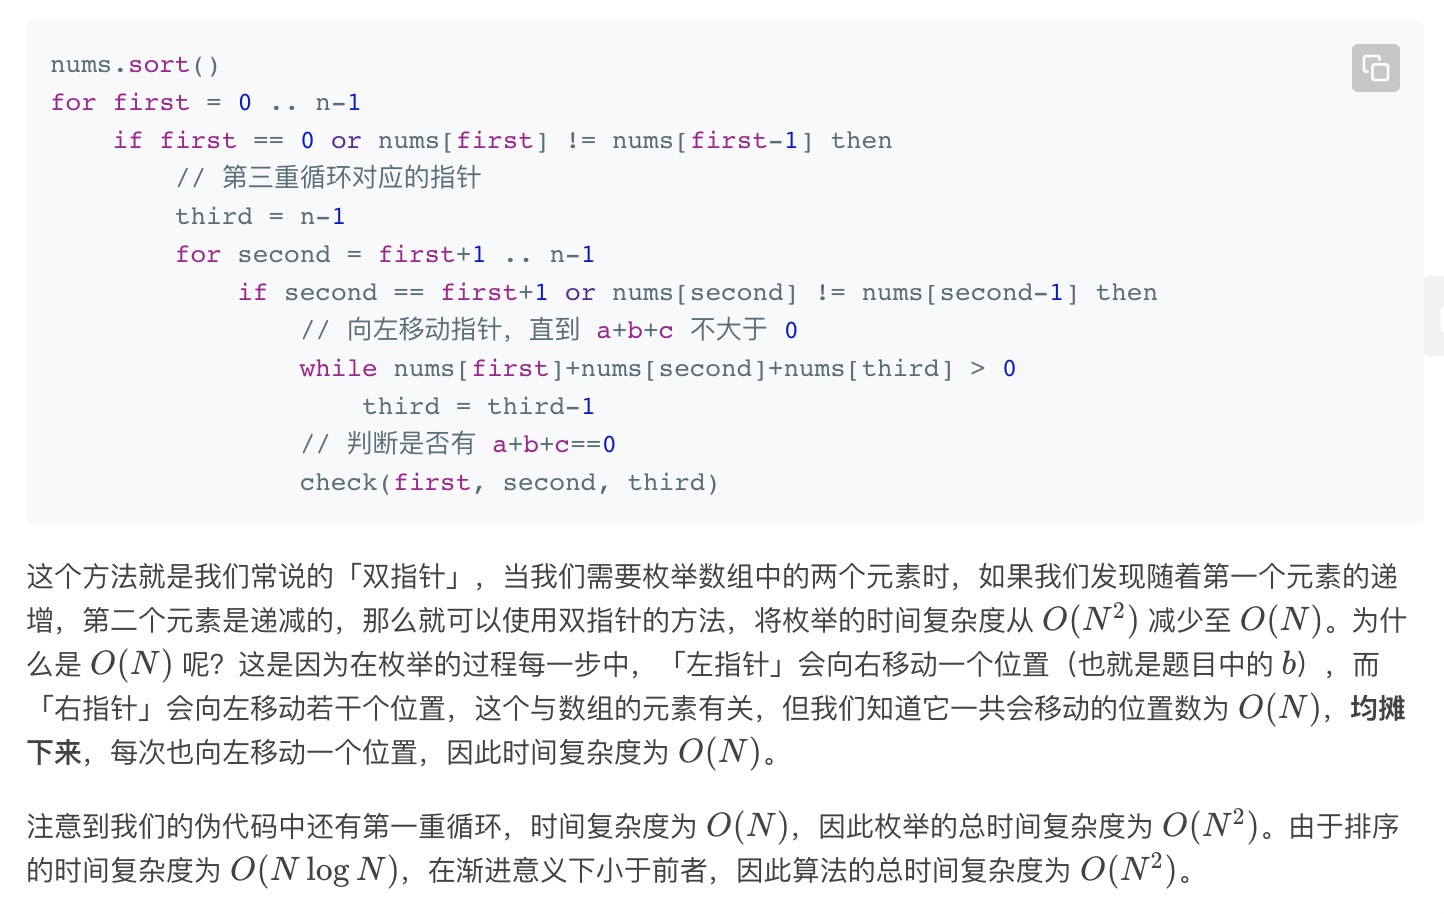 nums.sort()
for first = 0 .. n-1
    if first == 0 or nums[first] != nums[first-1] then
        // 第三重循环对应的指针
        third = n-1
        for second = first+1 .. n-1
            if second == first+1 or nums[second] != nums[second-1] then
                // 向左移动指针，直到 a+b+c 不大于 0
                while nums[first]+nums[second]+nums[third] > 0
                    third = third-1
                // 判断是否有 a+b+c==0
                check(first, second, third)
这个方法就是我们常说的「双指针」，当我们需要枚举数组中的两个元素时，如果我们发现随着第一个元素的递
增，第二个元素是递减的，那么就可以使用双指针的方法，将枚举的时间复杂度从 O(N²) 减少至 O(N)。为什
么是 O(N) 呢？这是因为在枚举的过程每一步中，「左指针」会向右移动一个位置（也就是题目中的 b），而
「右指针」会向左移动若干个位置，这个与数组的元素有关，但我们知道它一共会移动的位置数为 O(N)，均摊
下来，每次也向左移动一个位置，因此时间复杂度为 O(N)。
注意到我们的伪代码中还有第一重循环，时间复杂度为 O(N)，因此枚举的总时间复杂度为 O(N²)。由于排序
的时间复杂度为 O(N log N)，在渐进意义下小于前者，因此算法的总时间复杂度为 O(N²)。